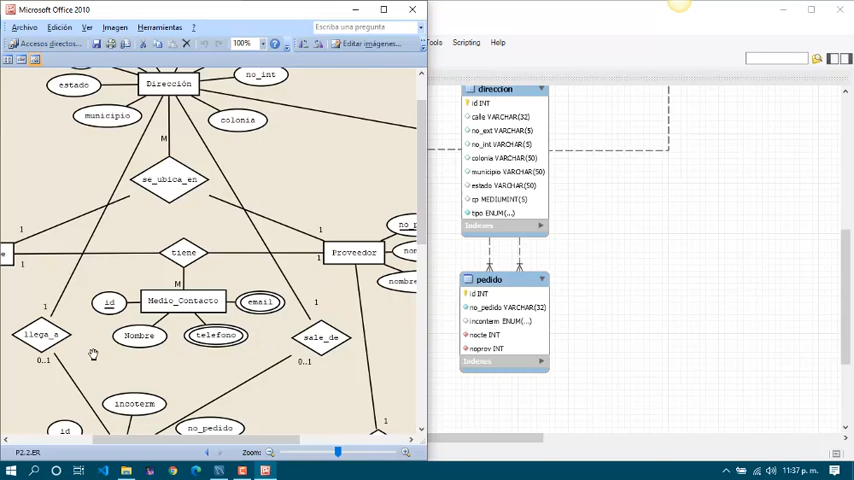 Microsoft Office 2010
Archivo Edición Ver Imagen Herramientas ?
Escriba una pregunta
Accesos directos...
100%
Editar imágenes...
estado
Dirección
no_int
municipio
colonia
M
se_ubica_en
1
1
tiene
Proveedor
1
1
M
id
Medio_Contacto
email
1
1
Nombre
telefono
llega_a
sale_de
0..1
0..1
incoterm
id
no_pedido
1
Zoom:
P2.2.ER
Tools Scripting Help
direccion
id INT
calle VARCHAR(32)
no_ext VARCHAR(5)
no_int VARCHAR(5)
colonia VARCHAR(50)
municipio VARCHAR(50)
estado VARCHAR(50)
cp MEDIUMINT(5)
tipo ENUM(...)
Indexes
pedido
id INT
no_pedido VARCHAR(32)
inconterm ENUM(...)
nocte INT
noprov INT
Indexes
11:37 p. m.